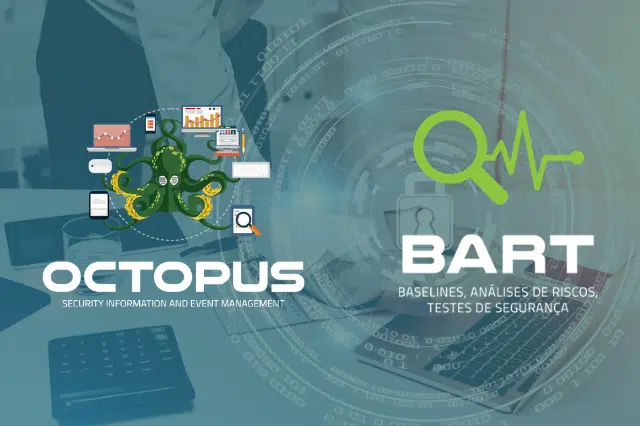 OCTOPUS
SECURITY INFORMATION AND EVENT MANAGEMENT
BART
BASELINES, ANÁLISES DE RISCOS,
TESTES DE SEGURANÇA